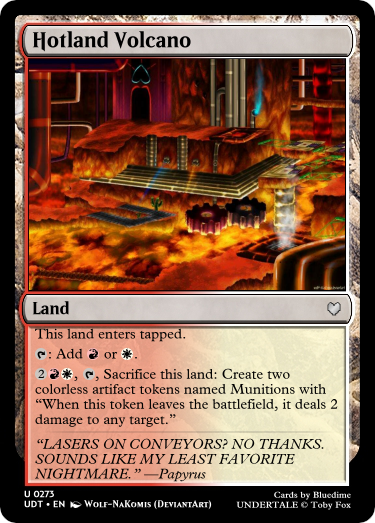 Hotland Volcano
Land
This land enters tapped.
: Add or .
2, , Sacrifice this land: Create two
colorless artifact tokens named Munitions with
“When this token leaves the battlefield, it deals 2
damage to any target.”
“LASERS ON CONVEYORS? NO THANKS.
SOUNDS LIKE MY LEAST FAVORITE
NIGHTMARE.” —Papyrus
U 0273
UDT • EN Wolf-NaKomis (DeviantArt)
Cards by Bluedime
UNDERTALE © Toby Fox